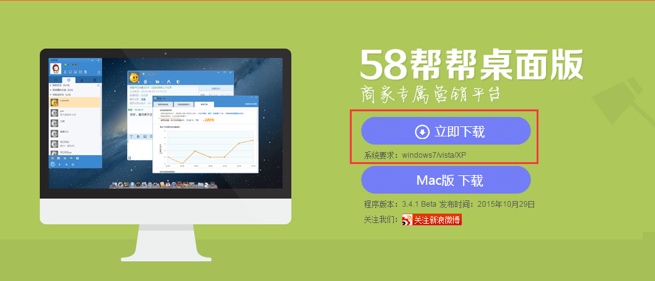 58帮帮桌面版
商家专属营销平台
立即下载
系统要求：windows7/vista/XP
Mac版 下载
程序版本：3.4.1 Beta 发布时间：2015年10月29日
关注我们：关注新浪微博